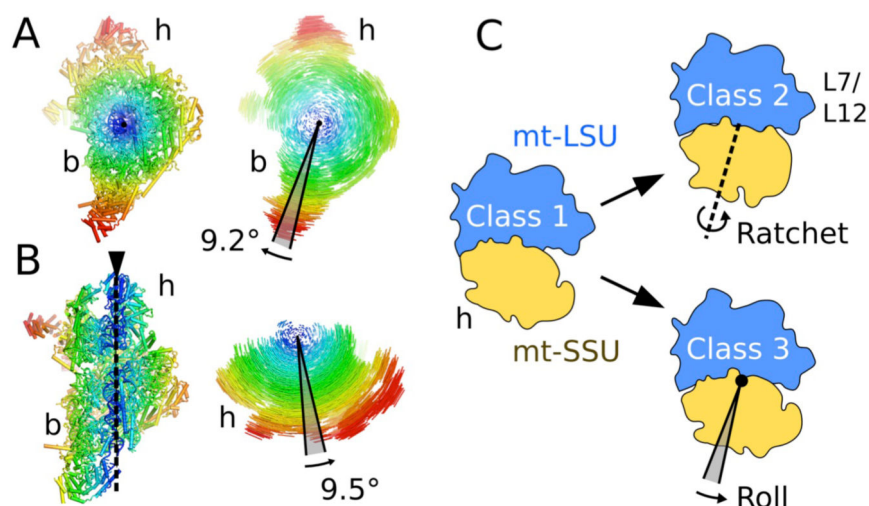 A
h
h
b
b
9.2°
B
h
b
h
9.5°
C
mt-LSU
Class 1
h
mt-SSU
Class 2
L7/
L12
Ratchet
Class 3
Roll